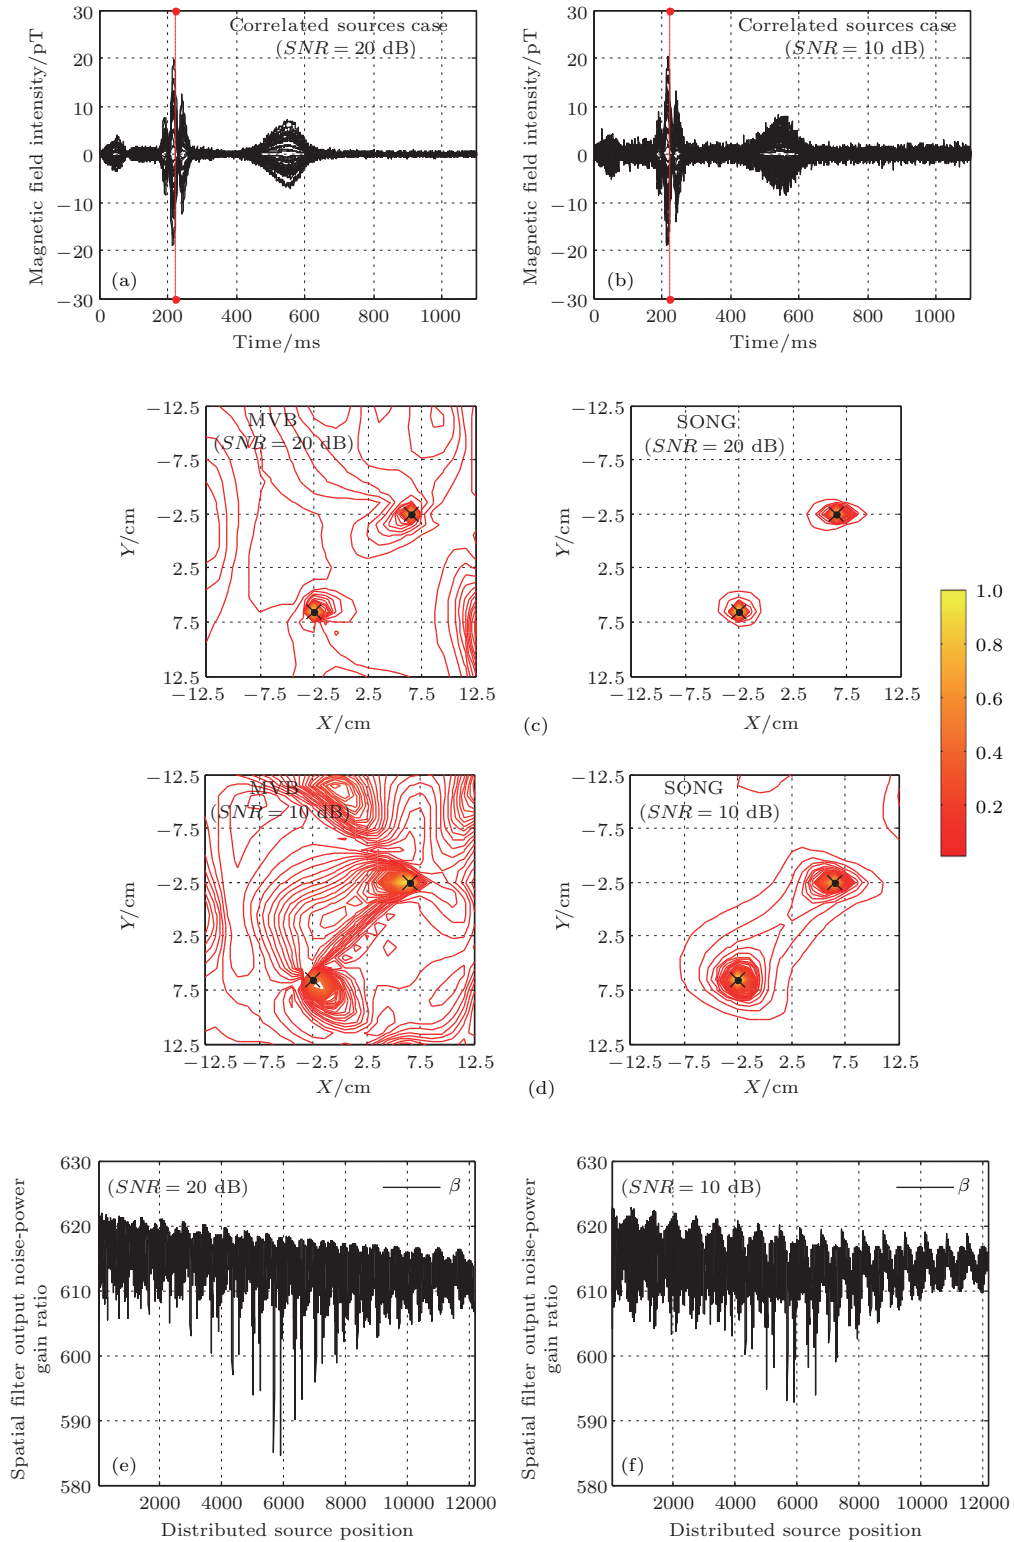 30
20
10
0
−10
−20
−30
Magnetic field intensity/pT
Correlated sources case
(SNR = 20 dB)
(a)
0 200 400 600 800 1000
Time/ms
30
20
10
0
−10
−20
−30
Magnetic field intensity/pT
Correlated sources case
(SNR = 10 dB)
(b)
0 200 400 600 800 1000
Time/ms
−12.5
−7.5
−2.5
2.5
7.5
12.5
Y/cm
MVB
(SNR = 20 dB)
−12.5 −7.5 −2.5 2.5 7.5 12.5
X/cm
−12.5
−7.5
−2.5
2.5
7.5
12.5
Y/cm
SONG
(SNR = 20 dB)
−12.5 −7.5 −2.5 2.5 7.5 12.5
X/cm
(c)
1.0
0.8
0.6
0.4
0.2
−12.5
−7.5
−2.5
2.5
7.5
12.5
Y/cm
MVB
(SNR = 10 dB)
−12.5 −7.5 −2.5 2.5 7.5 12.5
X/cm
−12.5
−7.5
−2.5
2.5
7.5
12.5
Y/cm
SONG
(SNR = 10 dB)
−12.5 −7.5 −2.5 2.5 7.5 12.5
X/cm
(d)
630
620
610
600
590
580
Spatial filter output noise-power
gain ratio
(SNR = 20 dB)
β
(e)
2000 4000 6000 8000 10000 12000
Distributed source position
630
620
610
600
590
580
Spatial filter output noise-power
gain ratio
(SNR = 10 dB)
β
(f)
2000 4000 6000 8000 10000 12000
Distributed source position